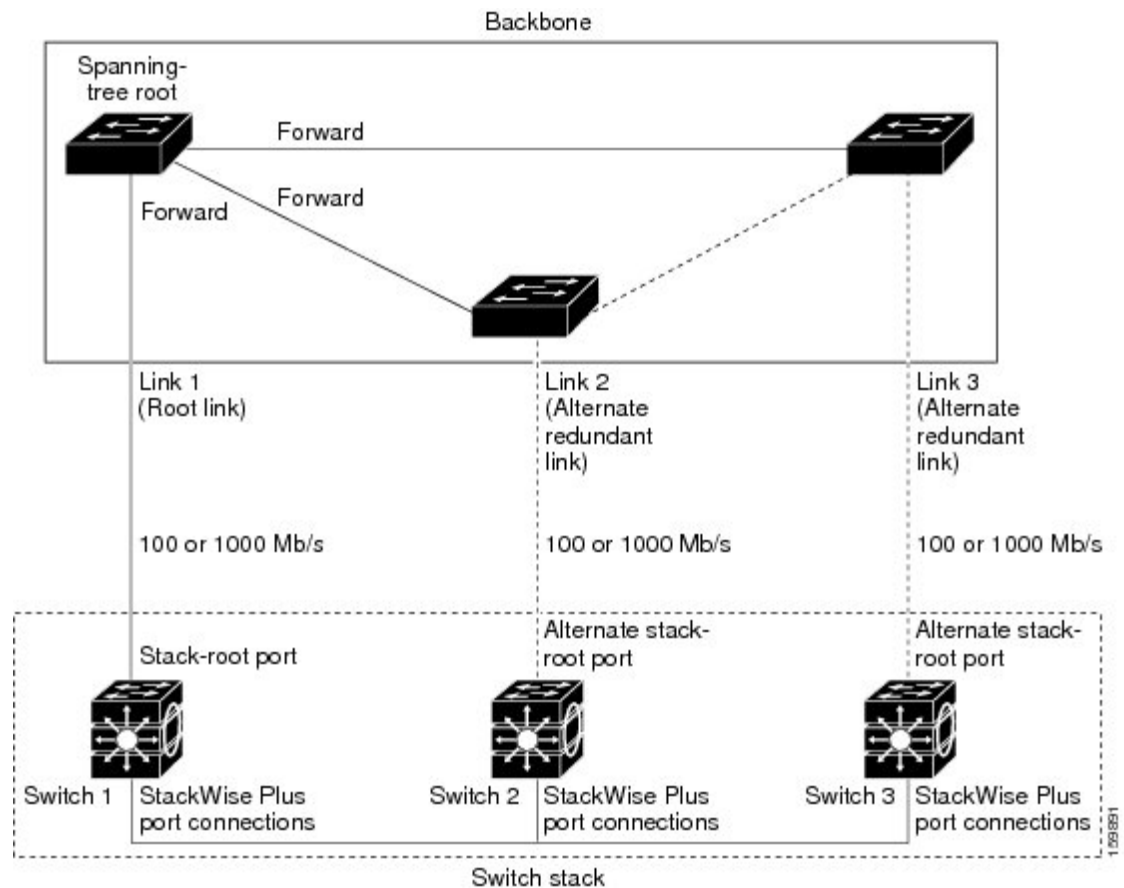 Backbone
Spanning-
tree root
Forward
Forward
Forward
Link 1
(Root link)
Link 2
(Alternate
redundant
link)
Link 3
(Alternate
redundant
link)
100 or 1000 Mb/s
100 or 1000 Mb/s
100 or 1000 Mb/s
Stack-root port
Alternate stack-
root port
Alternate stack-
root port
Switch 1
StackWise Plus
port connections
Switch 2
StackWise Plus
port connections
Switch 3
StackWise Plus
port connections
159891
Switch stack